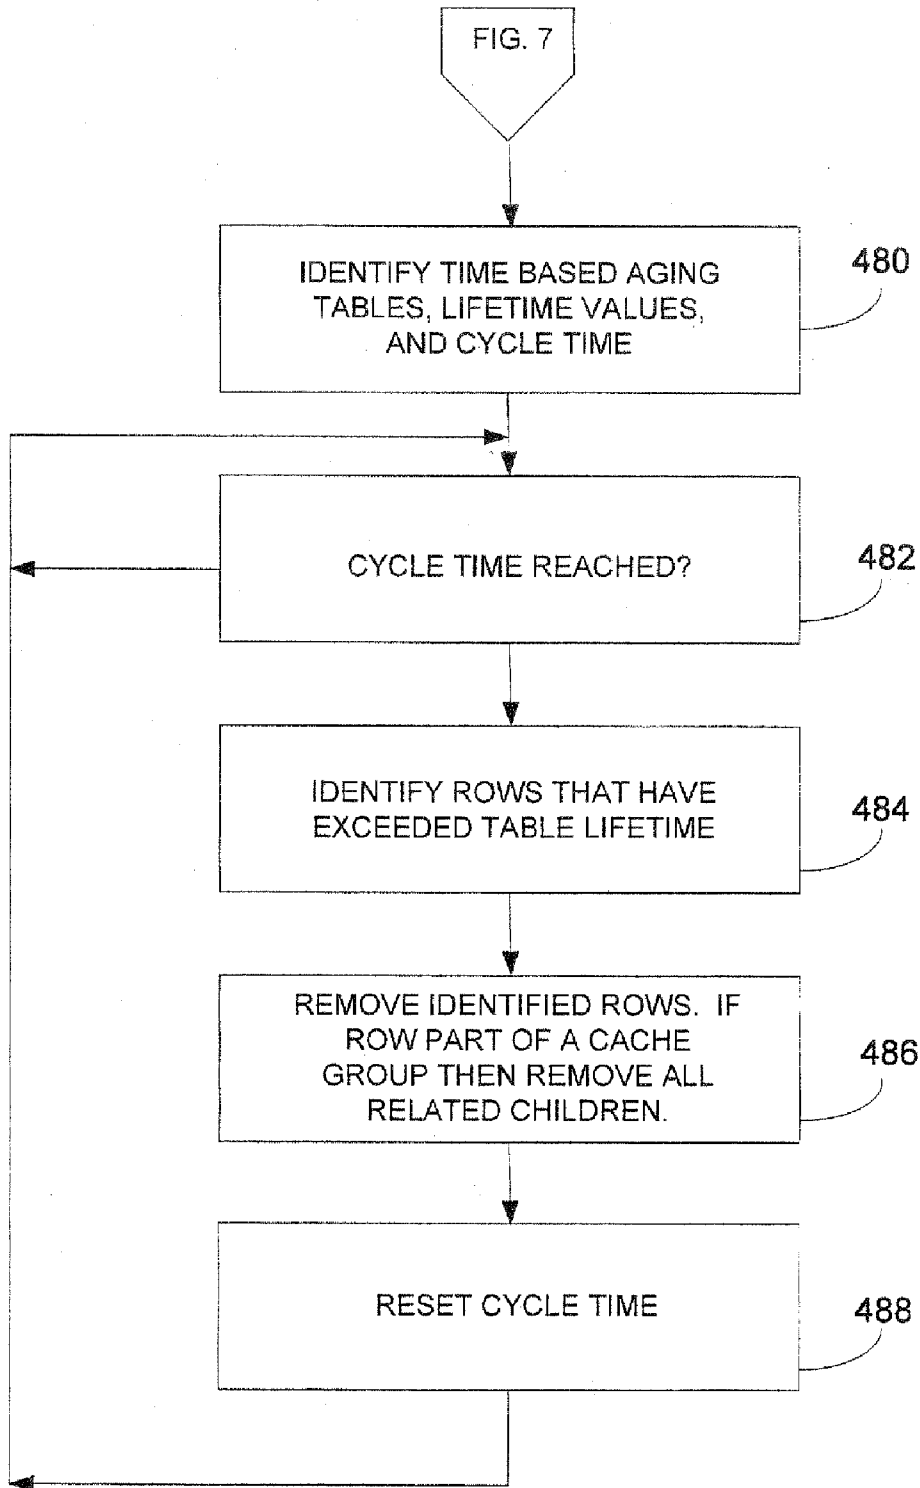 FIG. 7
IDENTIFY TIME BASED AGING
TABLES, LIFETIME VALUES,
AND CYCLE TIME
480
CYCLE TIME REACHED?
482
IDENTIFY ROWS THAT HAVE
EXCEEDED TABLE LIFETIME
484
REMOVE IDENTIFIED ROWS. IF
ROW PART OF A CACHE
GROUP THEN REMOVE ALL
RELATED CHILDREN.
486
RESET CYCLE TIME
488